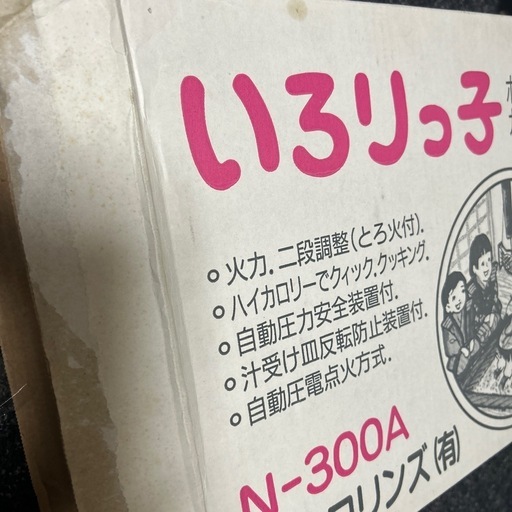 いろりっ子
火力.二段調整(とろ火付).
ハイカロリーでクィック.クッキング.
自動圧力安全装置付.
汁受け皿反転防止装置付.
自動圧電点火方式.
N-300A
リンズ(有)